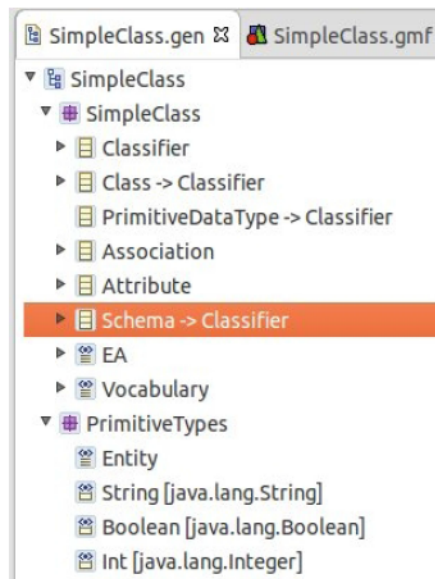 SimpleClass.gen SimpleClass.gmf
SimpleClass
SimpleClass
Classifier
Class -> Classifier
PrimitiveDataType -> Classifier
Association
Attribute
Schema -> Classifier
EA
Vocabulary
PrimitiveTypes
Entity
String [java.lang.String]
Boolean [java.lang.Boolean]
Int [java.lang.Integer]